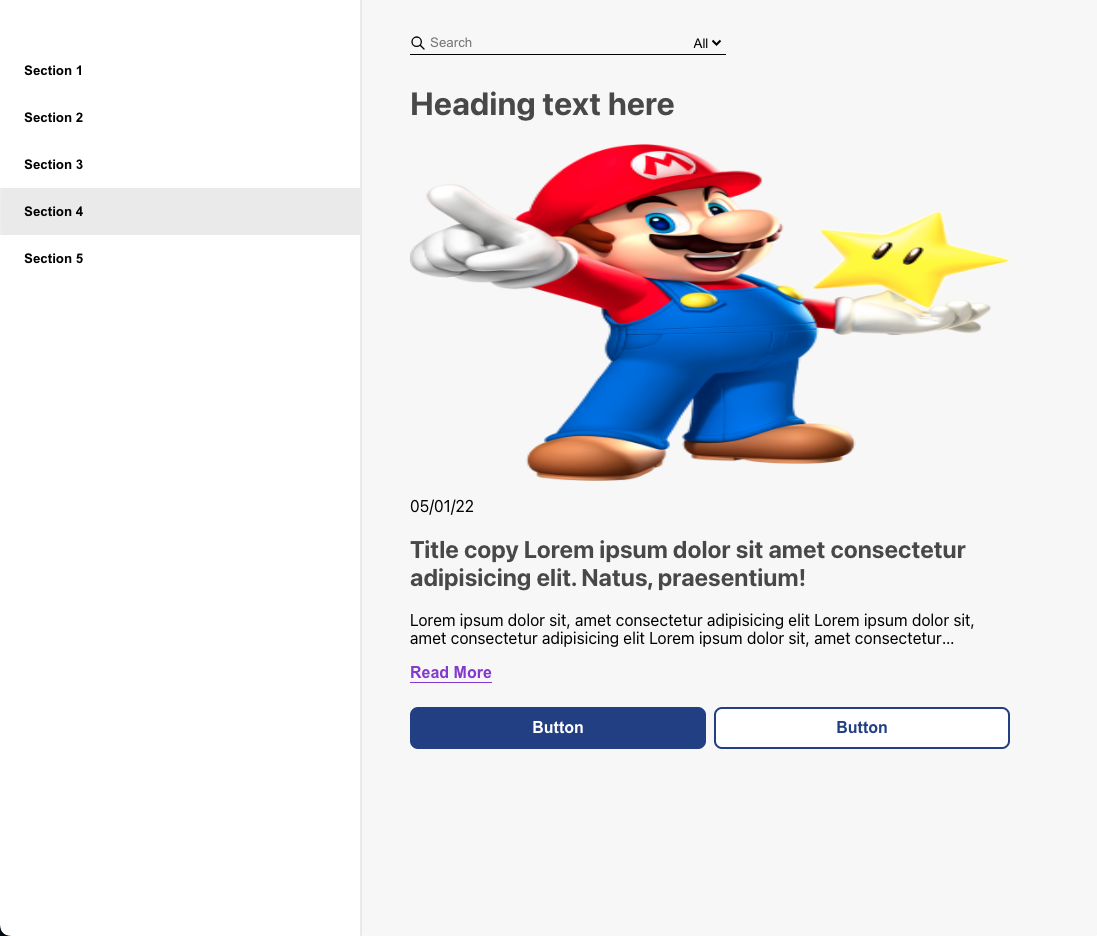 Section 1
Section 2
Section 3
Section 4
Section 5
Search
All
Heading text here
M
05/01/22
Title copy Lorem ipsum dolor sit amet consectetur
adipisicing elit. Natus, praesentium!
Lorem ipsum dolor sit, amet consectetur adipisicing elit Lorem ipsum dolor sit,
amet consectetur adipisicing elit Lorem ipsum dolor sit, amet consectetur...
Read More
Button
Button